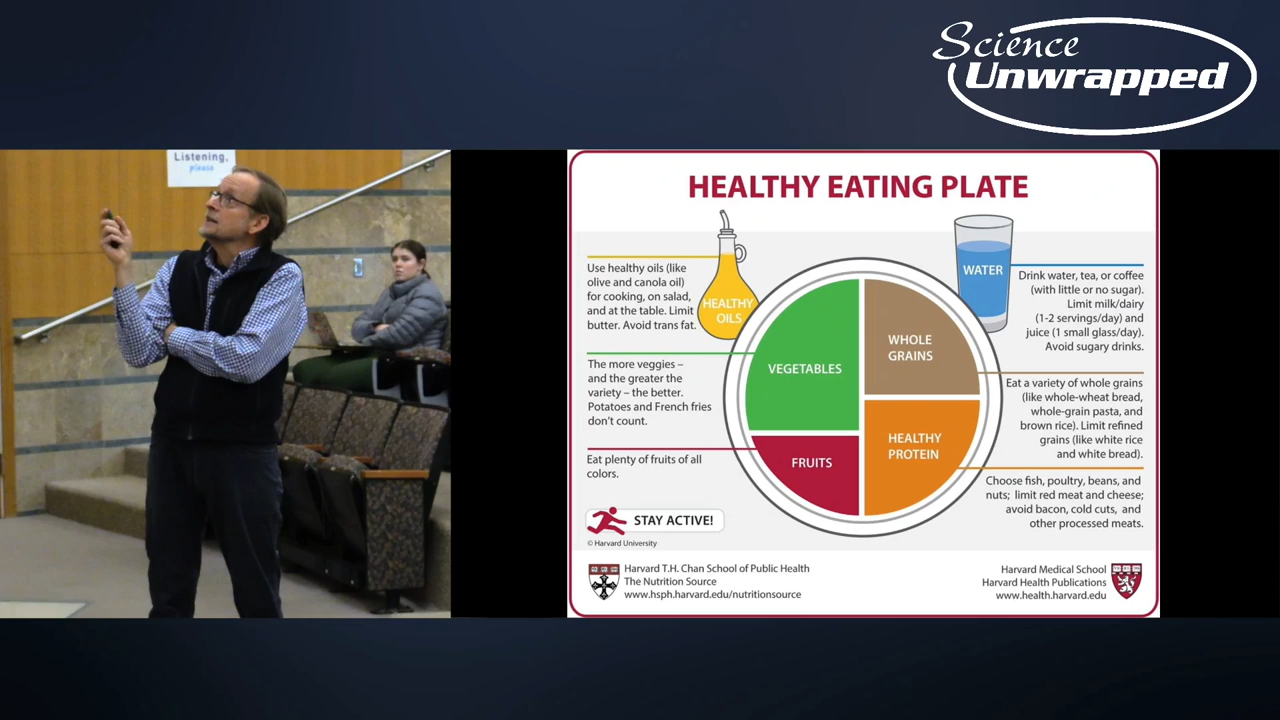 Science
Unwrapped
Listening,
please
HEALTHY EATING PLATE
Use healthy oils (like
olive and canola oil)
for cooking, on salad,
and at the table. Limit
butter. Avoid trans fat.
HEALTHY
OILS
WATER
Drink water, tea, or coffee
(with little or no sugar).
Limit milk/dairy
(1-2 servings/day) and
juice (1 small glass/day).
Avoid sugary drinks.
The more veggies –
and the greater the
variety – the better.
Potatoes and French fries
don't count.
VEGETABLES
WHOLE
GRAINS
Eat a variety of whole grains
(like whole-wheat bread,
whole-grain pasta, and
brown rice). Limit refined
grains (like white rice
and white bread).
Eat plenty of fruits of all
colors.
FRUITS
HEALTHY
PROTEIN
Choose fish, poultry, beans, and
nuts; limit red meat and cheese;
avoid bacon, cold cuts, and
other processed meats.
STAY ACTIVE!
© Harvard University
Harvard T.H. Chan School of Public Health
The Nutrition Source
www.hsph.harvard.edu/nutritionsource
Harvard Medical School
Harvard Health Publications
www.health.harvard.edu